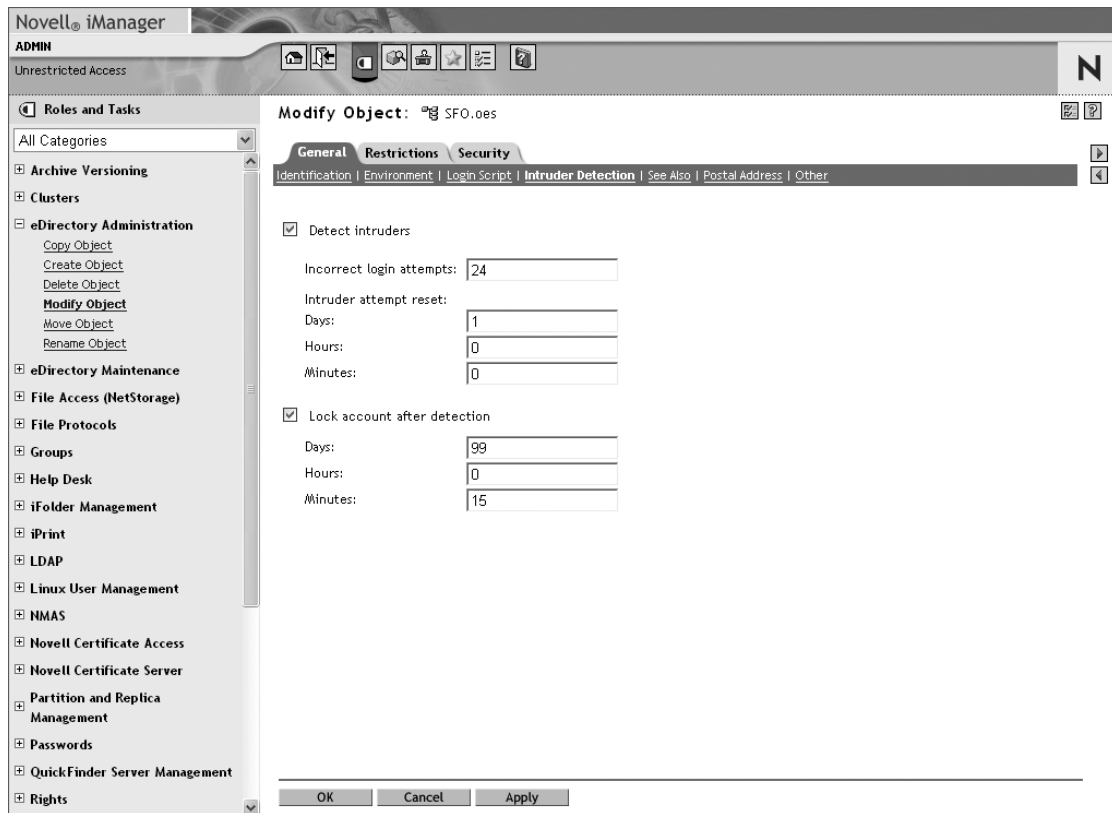 Novell® iManager
ADMIN
Unrestricted Access
N
Roles and Tasks
All Categories
Archive Versioning
Clusters
eDirectory Administration
Copy Object
Create Object
Delete Object
Modify Object
Move Object
Rename Object
eDirectory Maintenance
File Access (NetStorage)
File Protocols
Groups
Help Desk
iFolder Management
iPrint
LDAP
Linux User Management
NMAS
Novell Certificate Access
Novell Certificate Server
Partition and Replica
Management
Passwords
QuickFinder Server Management
Rights
Modify Object: SFO.oes
General Restrictions Security
Identification | Environment | Login Script | Intruder Detection | See Also | Postal Address | Other
Detect intruders
Incorrect login attempts: 24
Intruder attempt reset:
Days: 1
Hours: 0
Minutes: 0
Lock account after detection
Days: 99
Hours: 0
Minutes: 15
OK Cancel Apply